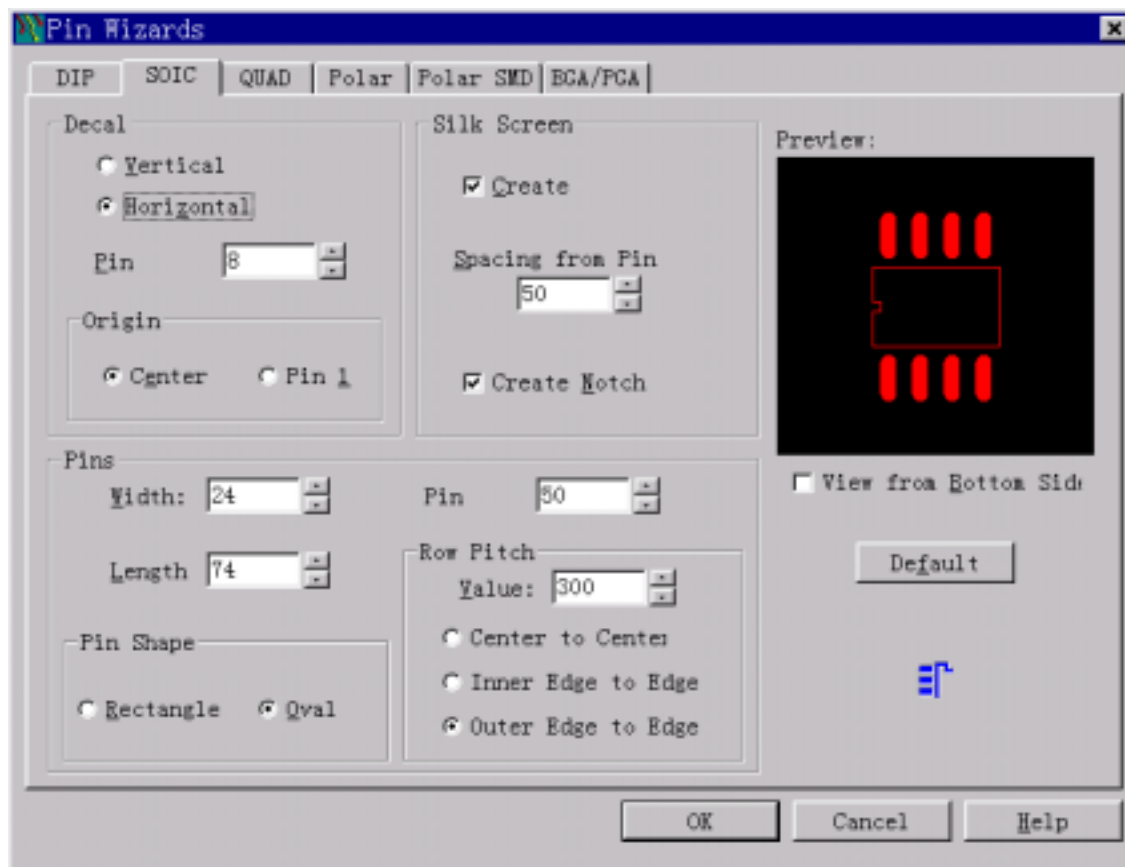 Pin Wizards
DIP SOIC QUAD Polar Polar SMD BGA/PGA
Decal
Vertical
Horizontal
Pin 8
Origin
Center Pin 1
Silk Screen
Create
Spacing from Pin
50
Create Notch
Preview:
View from Bottom Side
Default
Pins
Width: 24
Length 74
Pin 50
Row Pitch
Value: 300
Center to Center
Inner Edge to Edge
Outer Edge to Edge
Pin Shape
Rectangle Oval
OK Cancel Help